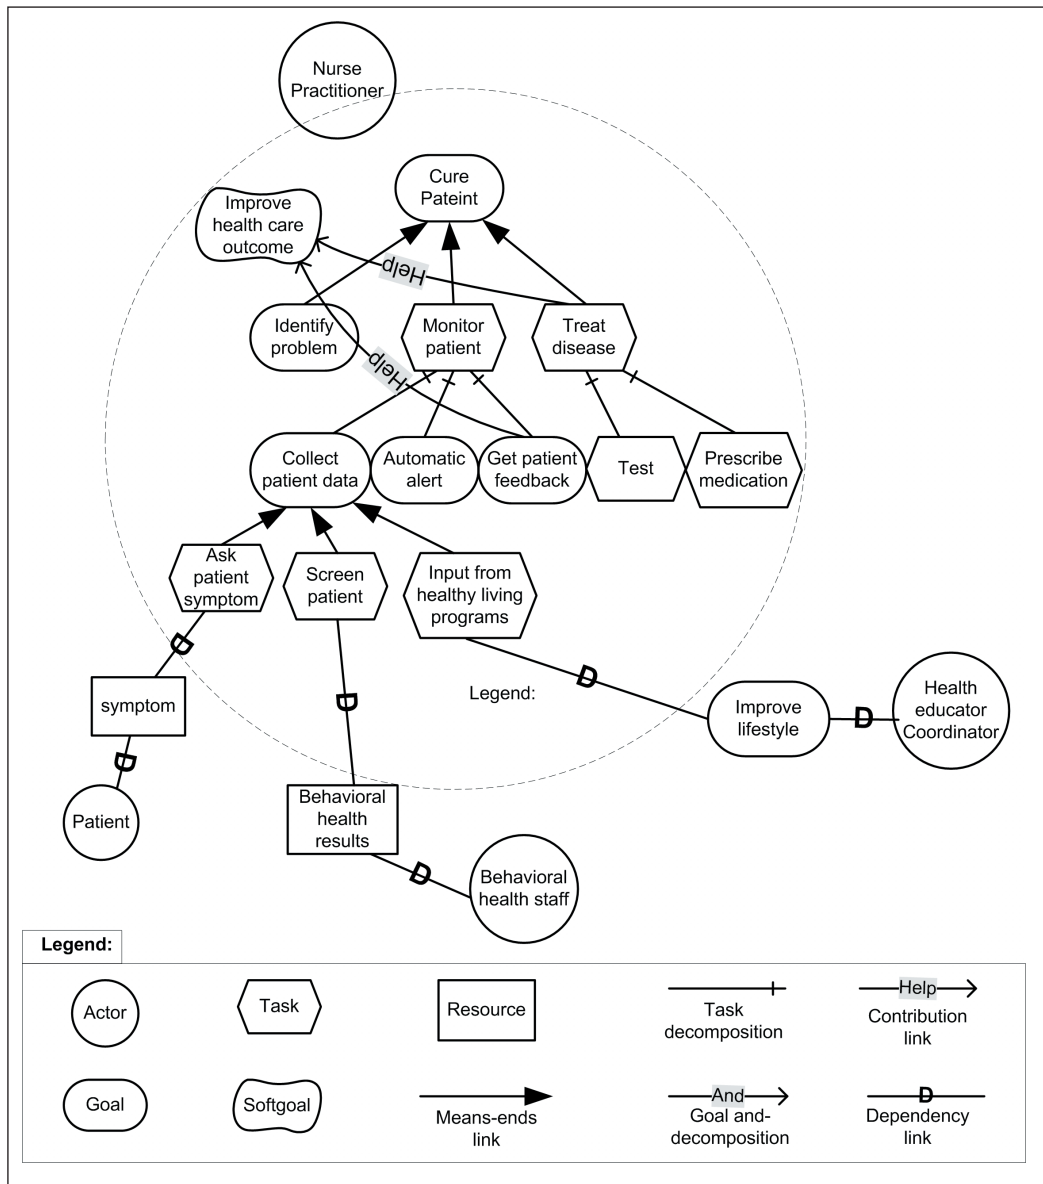 Nurse
Practitioner
Cure
Pateint
Improve
health care
outcome
Help
Identify
problem
Monitor
patient
Treat
disease
Help
Collect
patient data
Automatic
alert
Get patient
feedback
Test
Prescribe
medication
Ask
patient
symptom
Screen
patient
Input from
healthy living
programs
D
D
D
symptom
Legend:
Improve
lifestyle
D
Health
educator
Coordinator
D
Patient
Behavioral
health
results
D
Behavioral
health staff
Legend:
Actor
Task
Resource
Task
decomposition
Help
Contribution
link
Goal
Softgoal
Means-ends
link
And
Goal and-
decomposition
D
Dependency
link